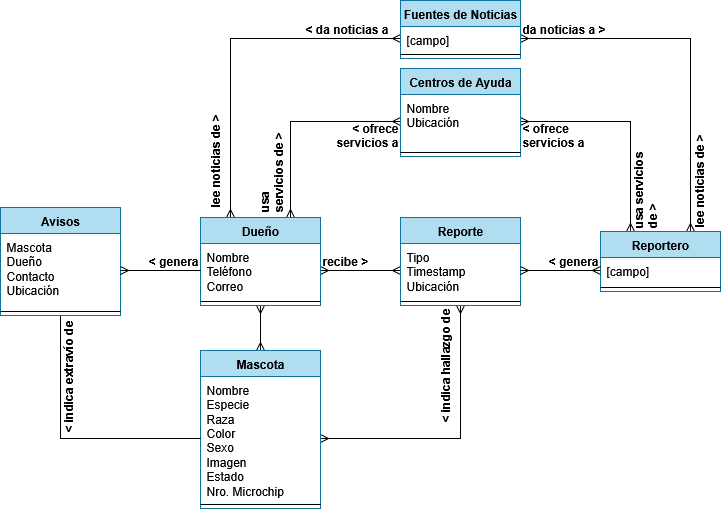 Fuentes de Noticias
[campo]
< da noticias a
da noticias a >
Centros de Ayuda
Nombre
Ubicación
< ofrece
servicios a
< ofrece
servicios a
lee noticias de >
usa
servicios de >
usa servicios
de >
lee noticias de >
Avisos
Mascota
Dueño
Contacto
Ubicación
< genera
Dueño
Nombre
Teléfono
Correo
recibe >
Reporte
Tipo
Timestamp
Ubicación
< genera
Reportero
[campo]
< indica extravío de
Mascota
Nombre
Especie
Raza
Color
Sexo
Imagen
Estado
Nro. Microchip
< indica hallazgo de